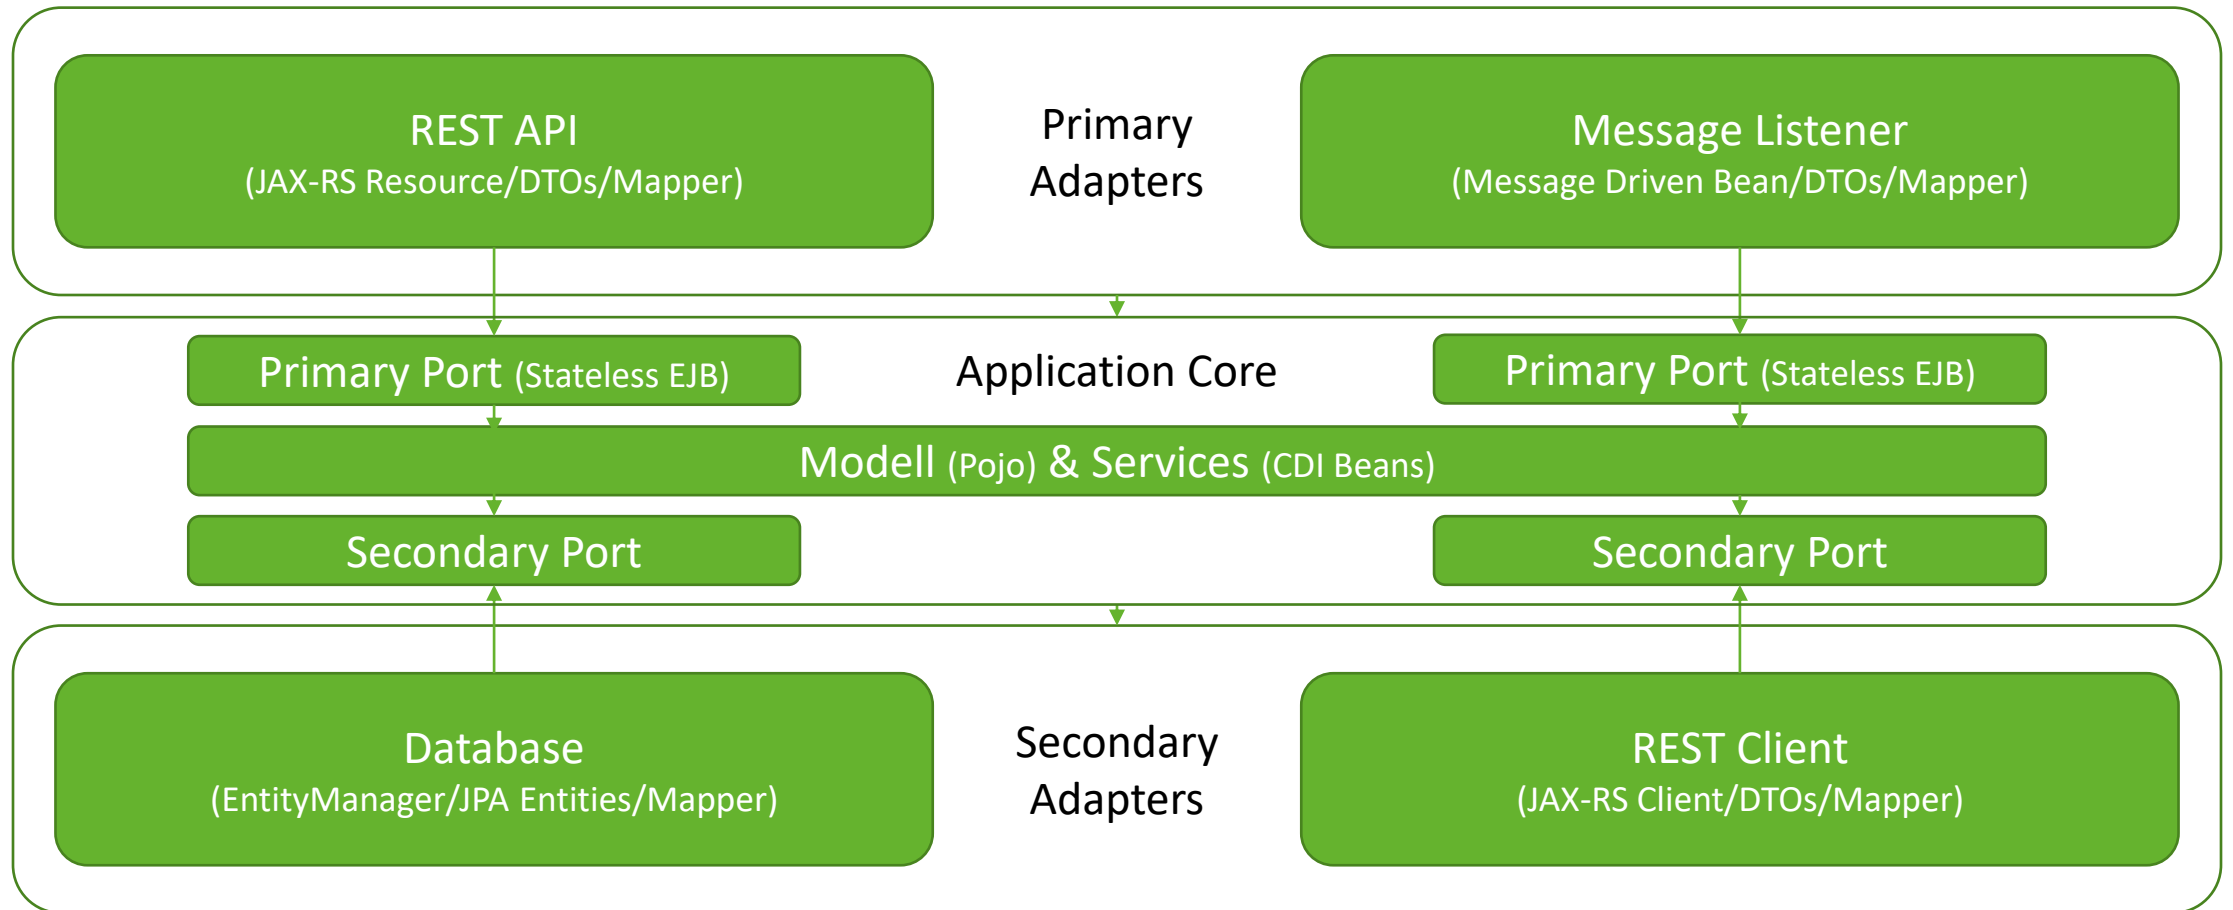 REST API
(JAX-RS Resource/DTOs/Mapper)
Primary
Adapters
Message Listener
(Message Driven Bean/DTOs/Mapper)
Primary Port (Stateless EJB)
Application Core
Primary Port (Stateless EJB)
Modell (Pojo) & Services (CDI Beans)
Secondary Port
Secondary Port
Database
(EntityManager/JPA Entities/Mapper)
Secondary
Adapters
REST Client
(JAX-RS Client/DTOs/Mapper)